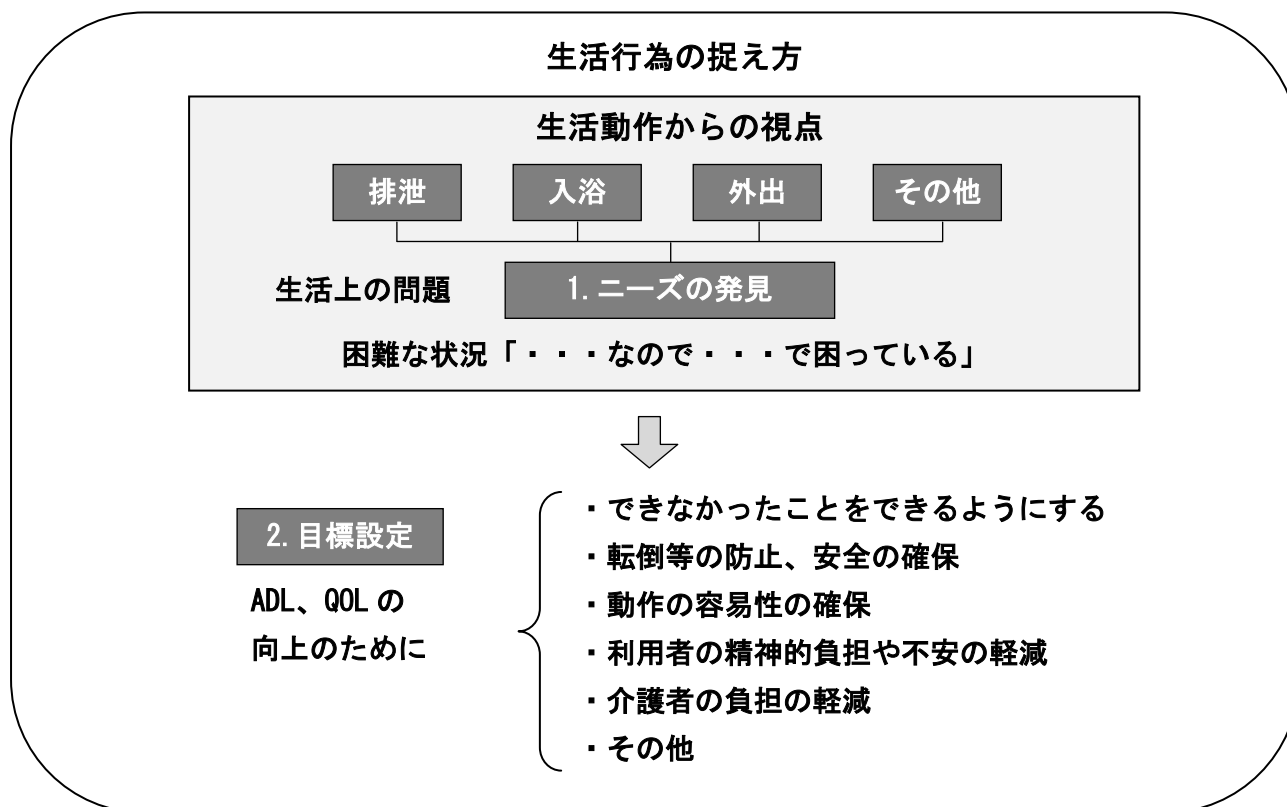 生活行為の捉え方
生活動作からの視点
排泄 入浴 外出 その他
生活上の問題 1.ニーズの発見
困難な状況「・・・なので・・・で困っている」
2.目標設定
ADL、QOLの
向上のために
・できなかったことをできるようにする
・転倒等の防止、安全の確保
・動作の容易性の確保
・利用者の精神的負担や不安の軽減
・介護者の負担の軽減
・その他